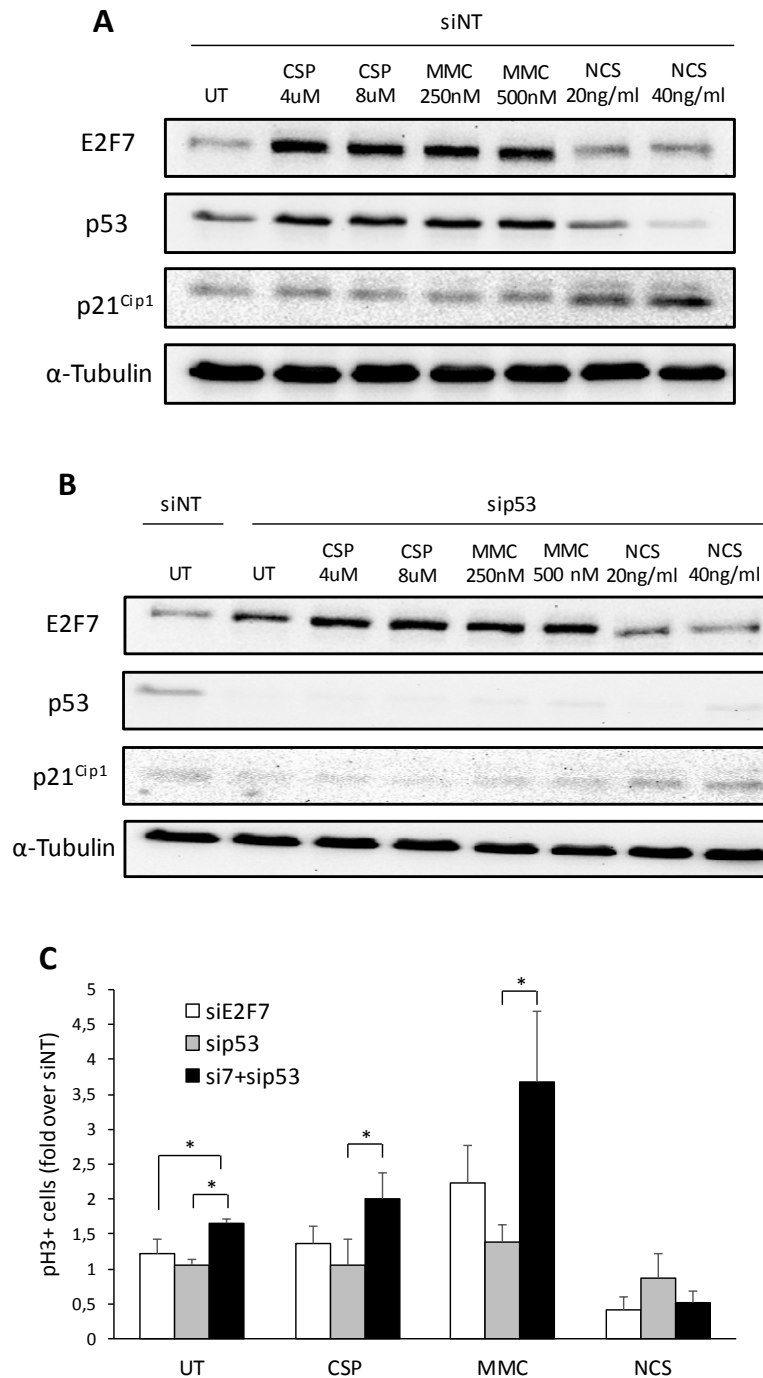 A
siNT
UT CSP 4uM CSP 8uM MMC 250nM MMC 500nM NCS 20ng/ml NCS 40ng/ml
E2F7
p53
p21Cip1
α-Tubulin
B
siNT sip53
UT UT CSP 4uM CSP 8uM MMC 250nM MMC 500 nM NCS 20ng/ml NCS 40ng/ml
E2F7
p53
p21Cip1
α-Tubulin
C
pH3+ cells (fold over siNT)
5
4,5
4
3,5
3
2,5
2
1,5
1
0,5
0
siE2F7
sip53
si7+sip53
* * * *
UT CSP MMC NCS